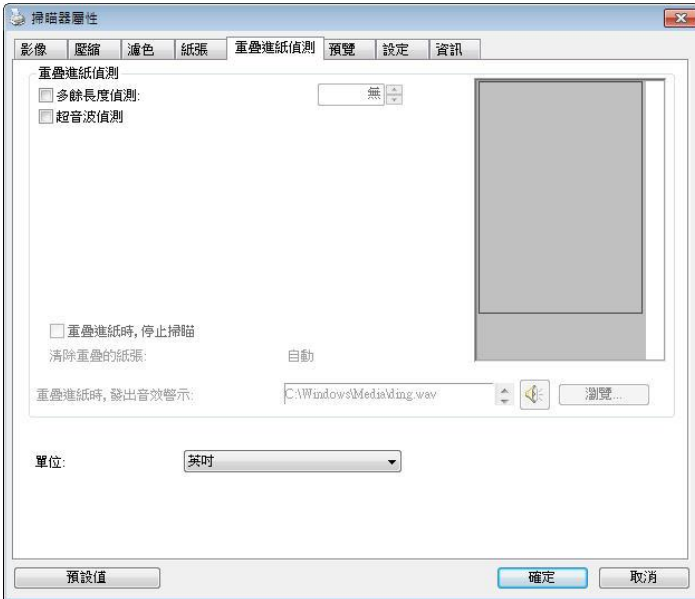 掃瞄器屬性
影像 壓縮 濾色 紙張 重疊進紙偵測 預覽 設定 資訊
重疊進紙偵測
多餘長度偵測: 無
超音波偵測
重疊進紙時, 停止掃瞄
清除重疊的紙張: 自動
重疊進紙時, 發出音效警示: C:\Windows\Media\ding.wav 瀏覽...
單位: 英吋
預設值 確定 取消